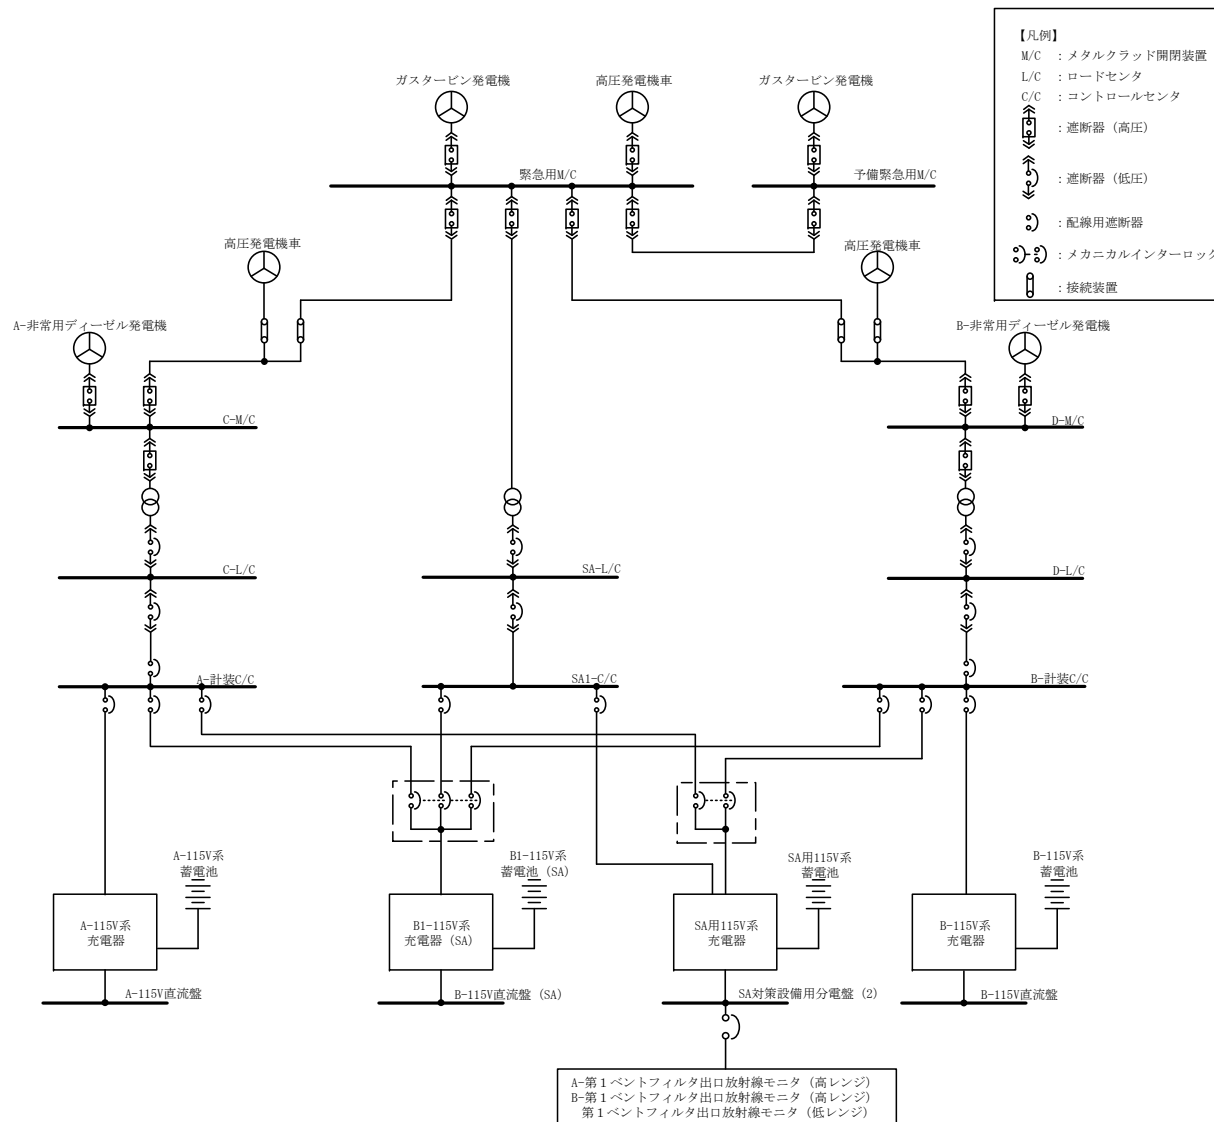 【凡例】
M/C ：メタルクラッド開閉装置
L/C ：ロードセンタ
C/C ：コントロールセンタ
：遮断器（高圧）
：遮断器（低圧）
：配線用遮断器
：メカニカルインターロック
：接続装置
ガスタービン発電機
高圧発電機車
ガスタービン発電機
緊急用M/C
予備緊急用M/C
高圧発電機車
高圧発電機車
A-非常用ディーゼル発電機
B-非常用ディーゼル発電機
C-M/C
D-M/C
C-L/C
SA-L/C
D-L/C
A-計装C/C
SA1-C/C
B-計装C/C
A-115V系
蓄電池
B1-115V系
蓄電池（SA）
SA用115V系
蓄電池
B-115V系
蓄電池
A-115V系
充電器
B1-115V系
充電器（SA）
SA用115V系
充電器
B-115V系
充電器
A-115V直流盤
B-115V直流盤（SA）
SA対策設備用分電盤（2）
B-115V直流盤
A-第１ベントフィルタ出口放射線モニタ（高レンジ）
B-第１ベントフィルタ出口放射線モニタ（高レンジ）
第１ベントフィルタ出口放射線モニタ（低レンジ）